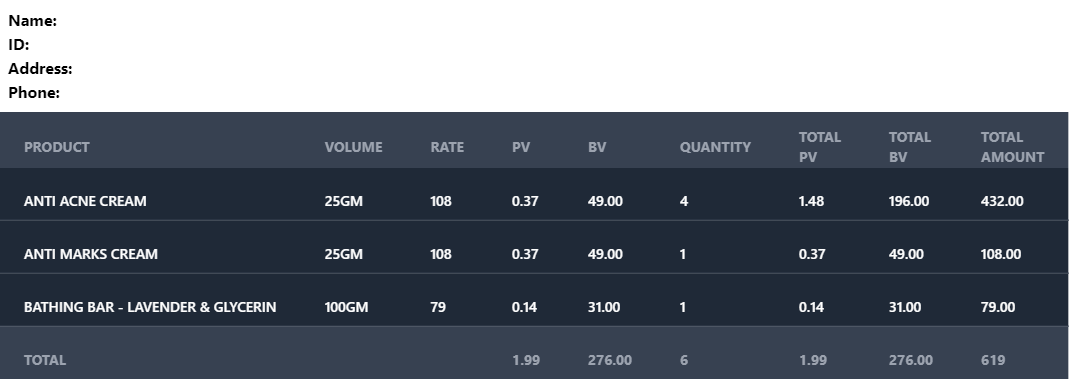 Name:
ID:
Address:
Phone:
PRODUCT VOLUME RATE PV BV QUANTITY TOTAL PV TOTAL BV TOTAL AMOUNT
ANTI ACNE CREAM 25GM 108 0.37 49.00 4 1.48 196.00 432.00
ANTI MARKS CREAM 25GM 108 0.37 49.00 1 0.37 49.00 108.00
BATHING BAR - LAVENDER & GLYCERIN 100GM 79 0.14 31.00 1 0.14 31.00 79.00
TOTAL 1.99 276.00 6 1.99 276.00 619